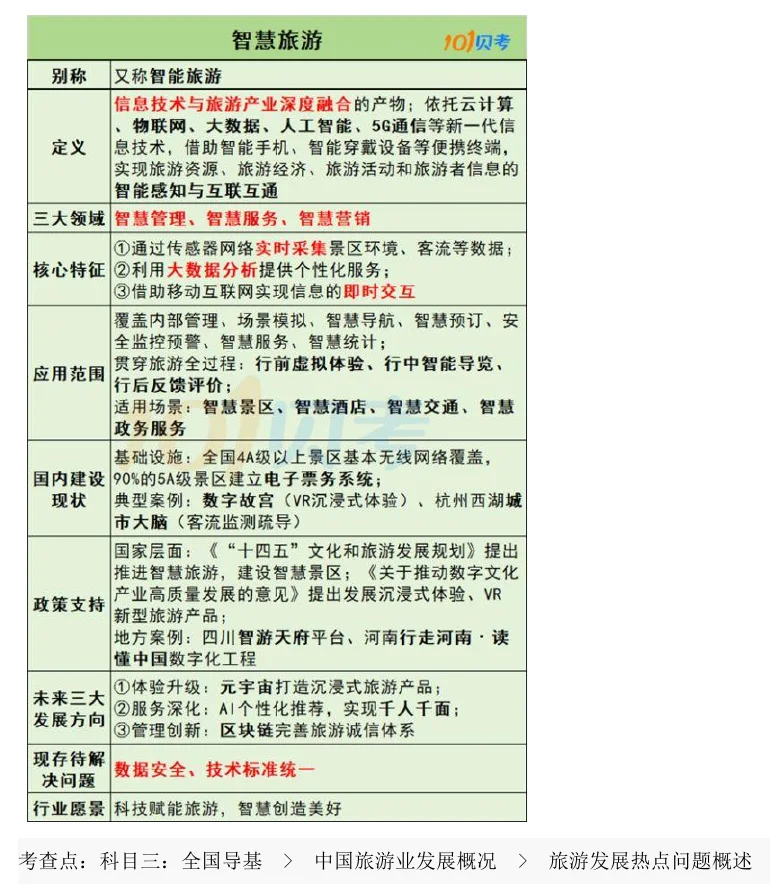 智慧旅游
101贝考
别称
又称智能旅游
定义
信息技术与旅游产业深度融合的产物；依托云计算
、物联网、大数据、人工智能、5G通信等新一代信
息技术，借助智能手机、智能穿戴设备等便携终端，
实现旅游资源、旅游经济、旅游活动和旅游者信息的
智能感知与互联互通
三大领域
智慧管理、智慧服务、智慧营销
核心特征
①通过传感器网络实时采集景区环境、客流等数据；
②利用大数据分析提供个性化服务；
③借助移动互联网实现信息的即时交互
应用范围
覆盖内部管理、场景模拟、智慧导航、智慧预订、安
全监控预警、智慧服务、智慧统计；
贯穿旅游全过程：行前虚拟体验、行中智能导览、
行后反馈评价；
适用场景：智慧景区、智慧酒店、智慧交通、智慧
政务服务
101贝考
国内建设
现状
基础设施：全国4A级以上景区基本无线网络覆盖，
90%的5A级景区建立电子票务系统；
典型案例：数字故宫（VR沉浸式体验）、杭州西湖城
市大脑（客流监测疏导）
政策支持
国家层面：《“十四五”文化和旅游发展规划》提出
推进智慧旅游，建设智慧景区；《关于推动数字文化
产业高质量发展的意见》提出发展沉浸式体验、VR
新型旅游产品；
地方案例：四川智游天府平台、河南行走河南·读
懂中国数字化工程
未来三大
发展方向
①体验升级：元宇宙打造沉浸式旅游产品；
②服务深化：AI个性化推荐，实现千人千面；
③管理创新：区块链完善旅游诚信体系
现存待解
决问题
数据安全、技术标准统一
行业愿景
科技赋能旅游，智慧创造美好
考查点：科目三：全国导基 > 中国旅游业发展概况 > 旅游发展热点问题概述